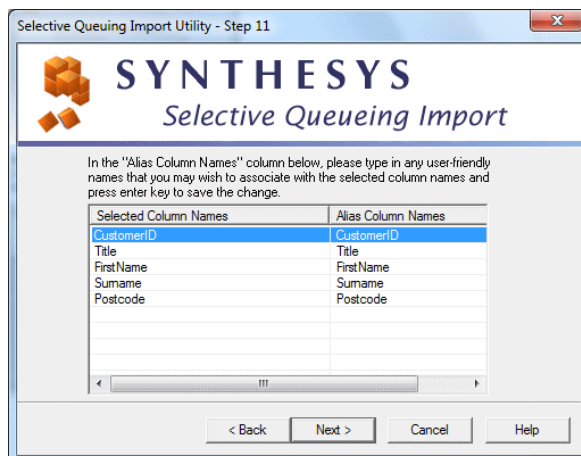 Selective Queuing Import Utility - Step 11
SYNTHESYS
Selective Queueing Import
In the "Alias Column Names" column below, please type in any user-friendly
names that you may wish to associate with the selected column names and
press enter key to save the change.
Selected Column Names Alias Column Names
CustomerID CustomerID
Title Title
FirstName FirstName
Surname Surname
Postcode Postcode
< Back Next > Cancel Help